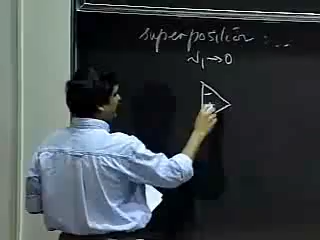 superposition : ...
v₁→0
−
+